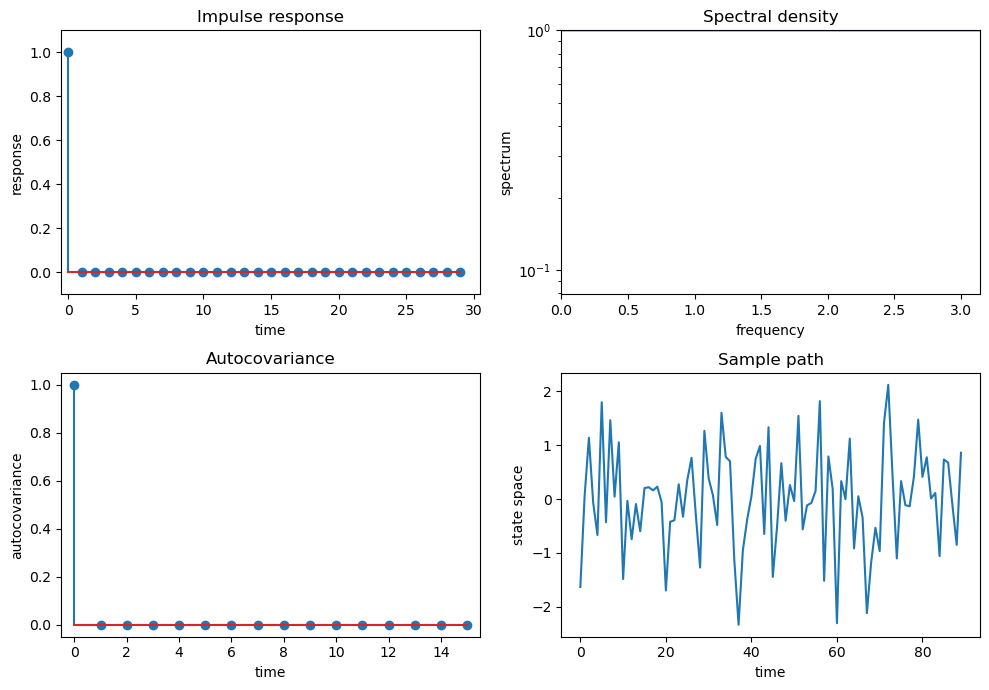 Impulse response
1.0
0.8
0.6
0.4
0.2
0.0
response
0 5 10 15 20 25 30
time
Spectral density
10⁰
10⁻¹
spectrum
0.0 0.5 1.0 1.5 2.0 2.5 3.0
frequency
Autocovariance
1.0
0.8
0.6
0.4
0.2
0.0
autocovariance
0 2 4 6 8 10 12 14
time
Sample path
2
1
0
−1
−2
state space
0 20 40 60 80
time